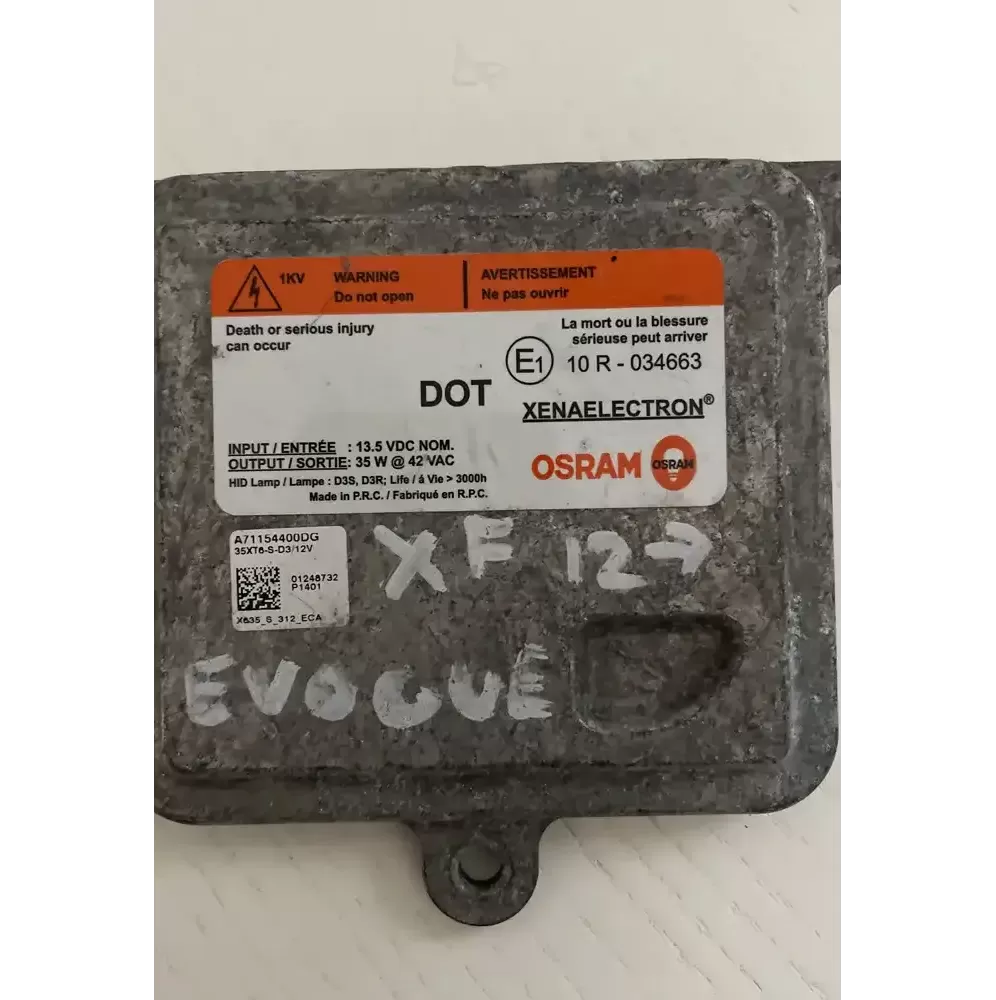 1KV WARNING
Do not open
AVERTISSEMENT
Ne pas ouvrir
Death or serious injury
can occur
La mort ou la blessure
sérieuse peut arriver
E1 10 R - 034663
DOT
XENAELECTRON®
INPUT / ENTRÉE : 13.5 VDC NOM.
OUTPUT / SORTIE: 35 W @ 42 VAC
HID Lamp / Lampe : D3S, D3R; Life / á Vie > 3000h
Made in P.R.C. / Fabriqué en R.P.C.
OSRAM OSRAM
A71154400DG
35XT6-S-D3/12V
01248732
P1401
X635_S_312_ECA
XF 12→
EVOQUE